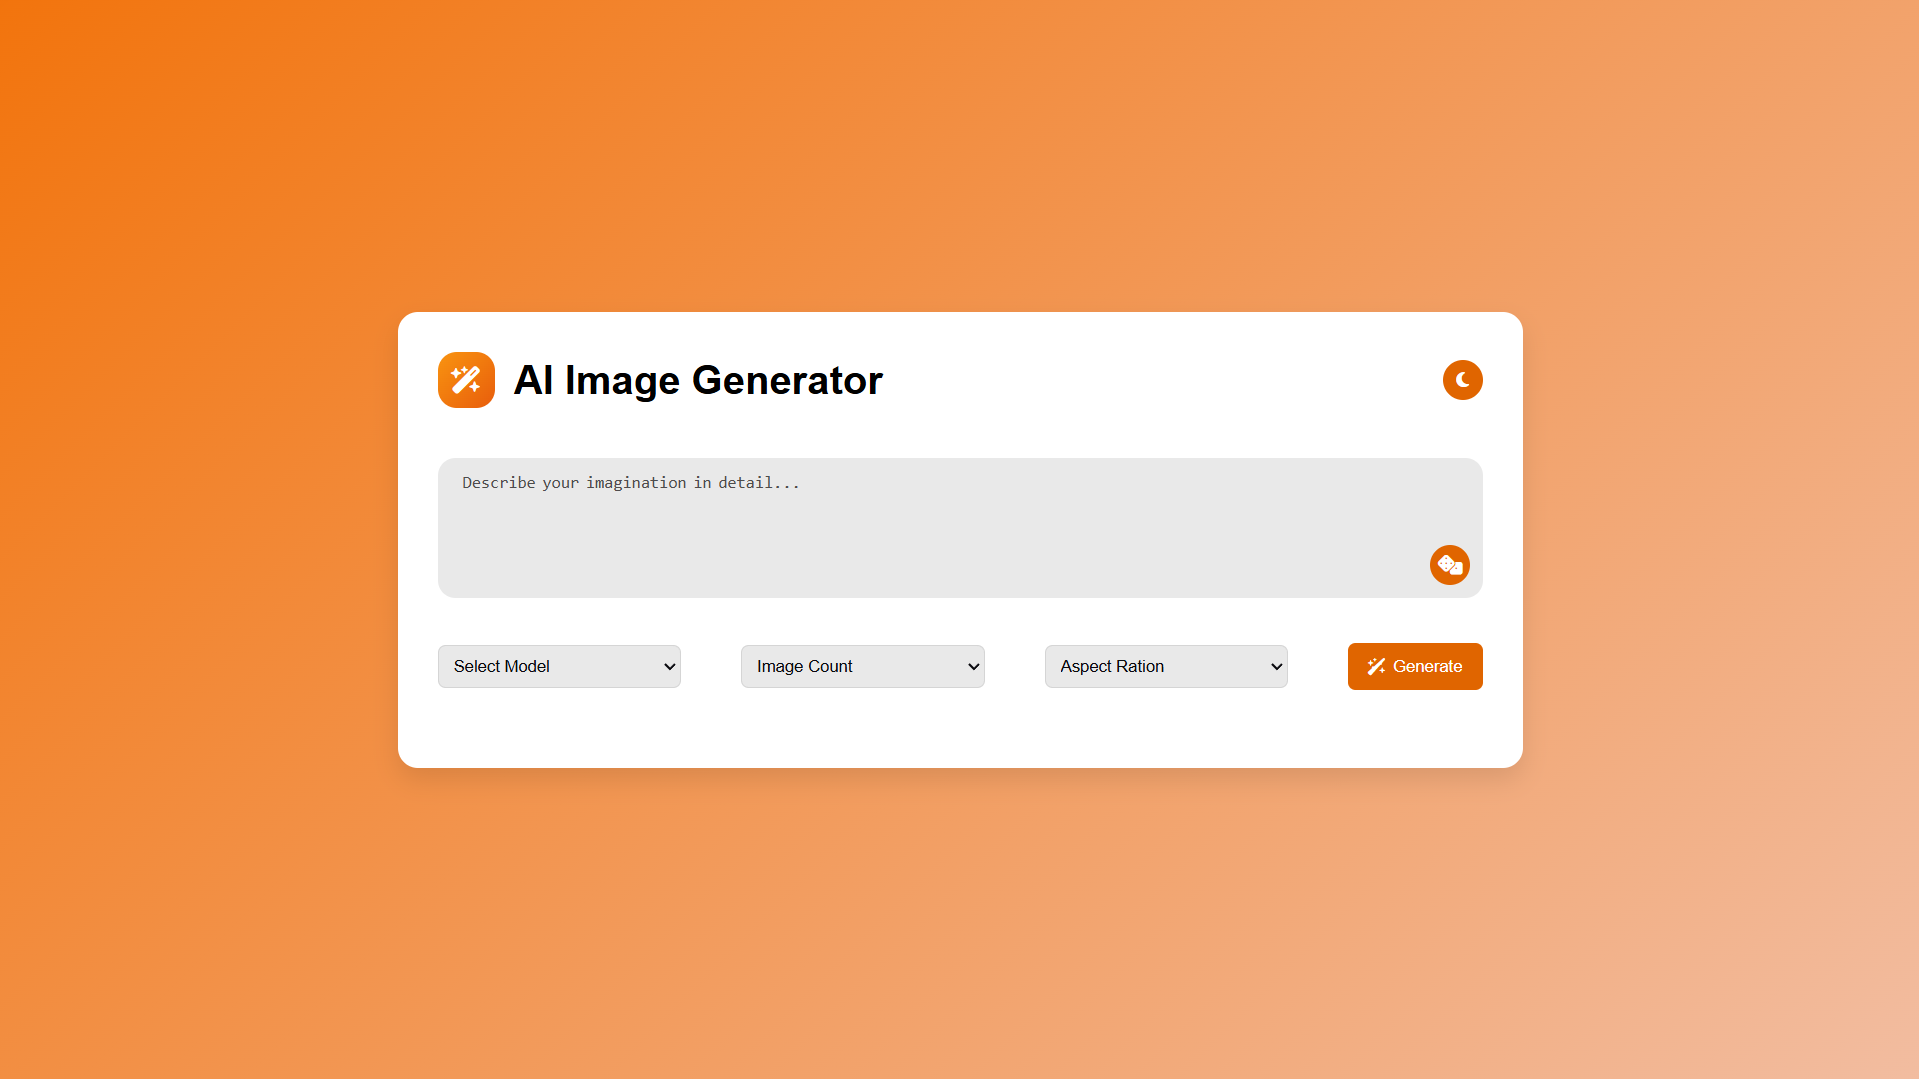 AI Image Generator
Describe your imagination in detail...
Select Model
Image Count
Aspect Ration
Generate